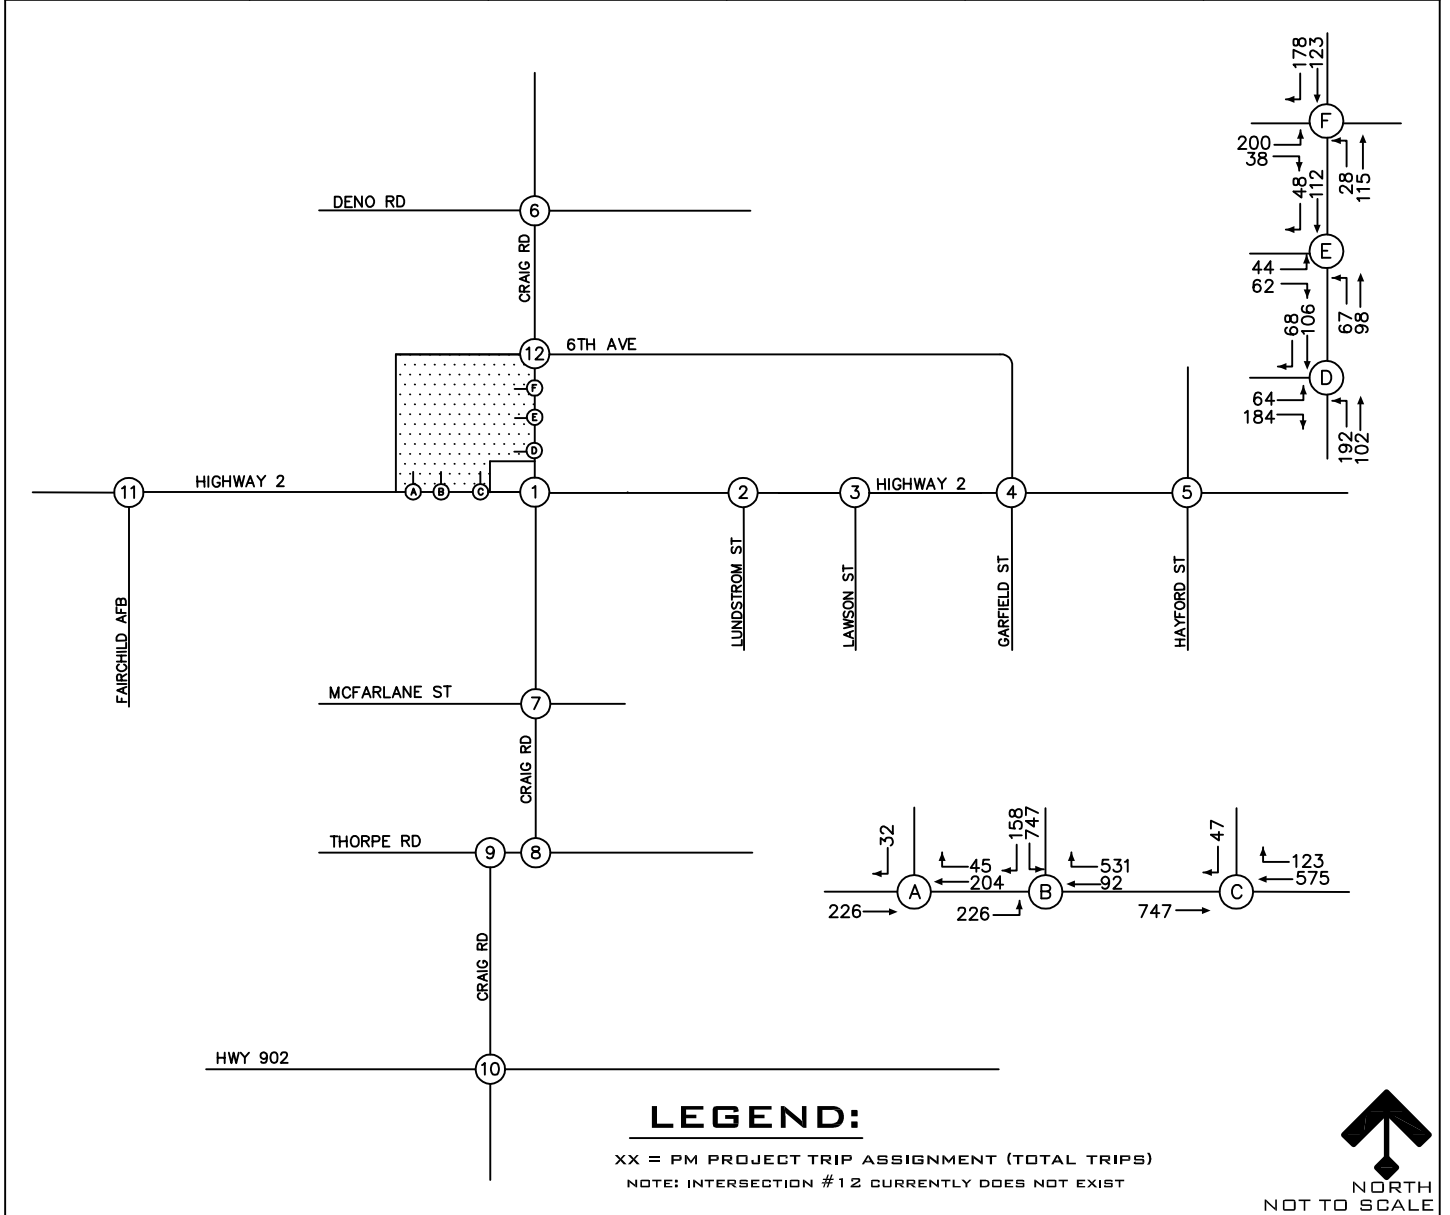 178
123
F
200
38
28
115
48
112
E
44
62
67
98
68
106
D
64
184
192
102
DENO RD
6
CRAIG RD
12
6TH AVE
F
E
D
HIGHWAY 2
11
A
B
C
1
2
3
HIGHWAY 2
4
5
FAIRCHILD AFB
LUNDSTROM ST
LAWSON ST
GARFIELD ST
HAYFORD ST
MCFARLANE ST
7
CRAIG RD
THORPE RD
9
8
32
45
204
A
226
158
747
531
92
B
226
47
123
575
C
747
CRAIG RD
HWY 902
10
LEGEND:
XX = PM PROJECT TRIP ASSIGNMENT (TOTAL TRIPS)
NOTE: INTERSECTION #12 CURRENTLY DOES NOT EXIST
NORTH
NOT TO SCALE